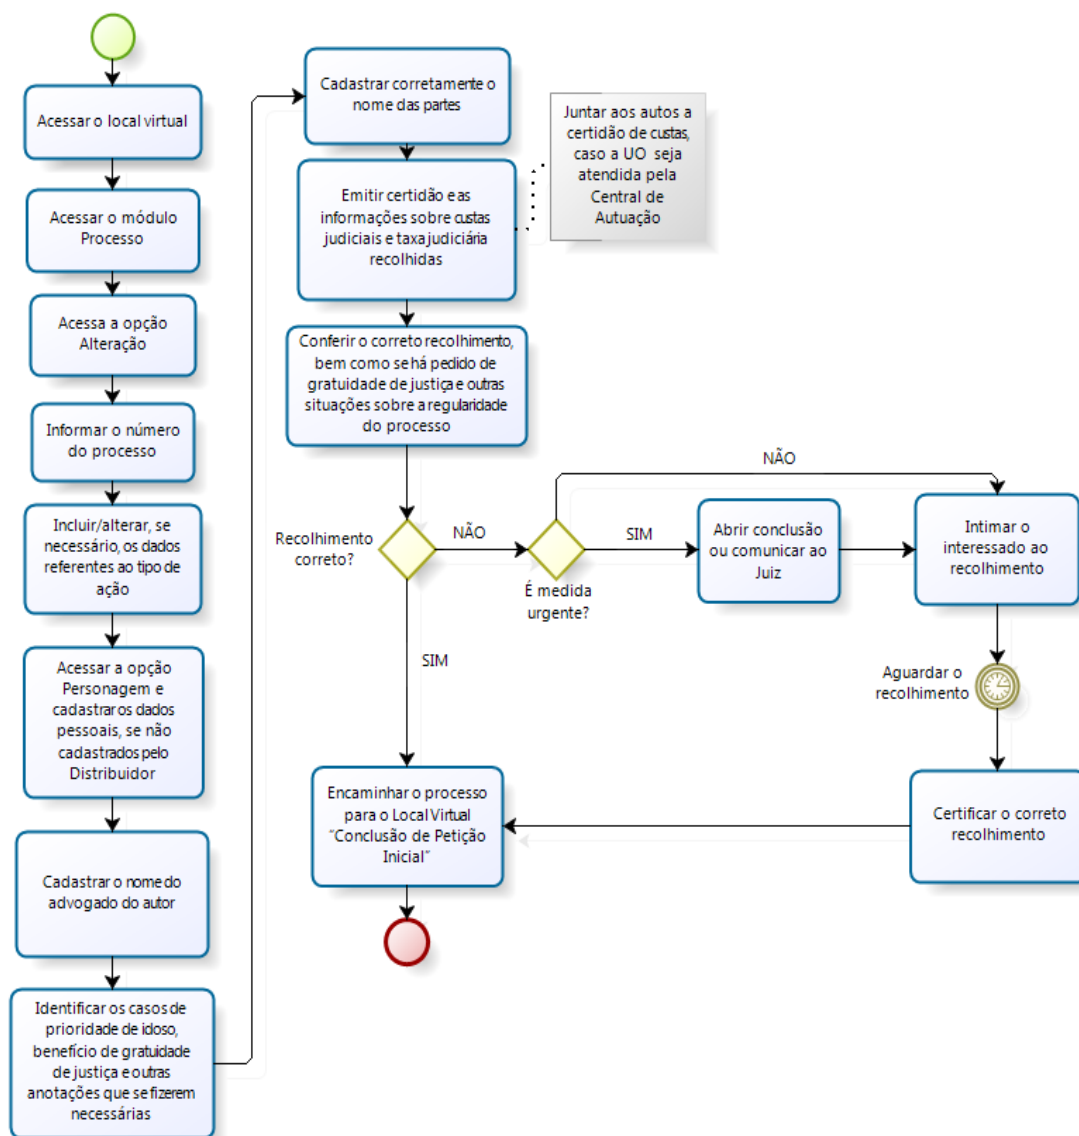 Acessar o local virtual
Acessar o módulo
Processo
Acessa a opção
Alteração
Informar o número
do processo
Incluir/alterar, se
necessário, os dados
referentes ao tipo de
ação
Acessar a opção
Personagem e
cadastrar os dados
pessoais, se não
cadastrados pelo
Distribuidor
Cadastrar o nome do
advogado do autor
Identificar os casos de
prioridade de idoso,
benefício de gratuidade
de justiça e outras
anotações que se fizerem
necessárias
Cadastrar corretamente o
nome das partes
Emitir certidão e as
informações sobre custas
judiciais e taxa judiciária
recolhidas
Juntar aos autos a
certidão de custas,
caso a UO seja
atendida pela
Central de
Autuação
Conferir o correto recolhimento,
bem como se há pedido de
gratuidade de justiça e outras
situações sobre a regularidade
do processo
Recolhimento
correto?
NÃO
É medida
urgente?
NÃO
SIM
Abrir conclusão
ou comunicar ao
Juiz
Intimar o
interessado ao
recolhimento
Aguardar o
recolhimento
Certificar o correto
recolhimento
SIM
Encaminhar o processo
para o Local Virtual
“Conclusão de Petição
Inicial”